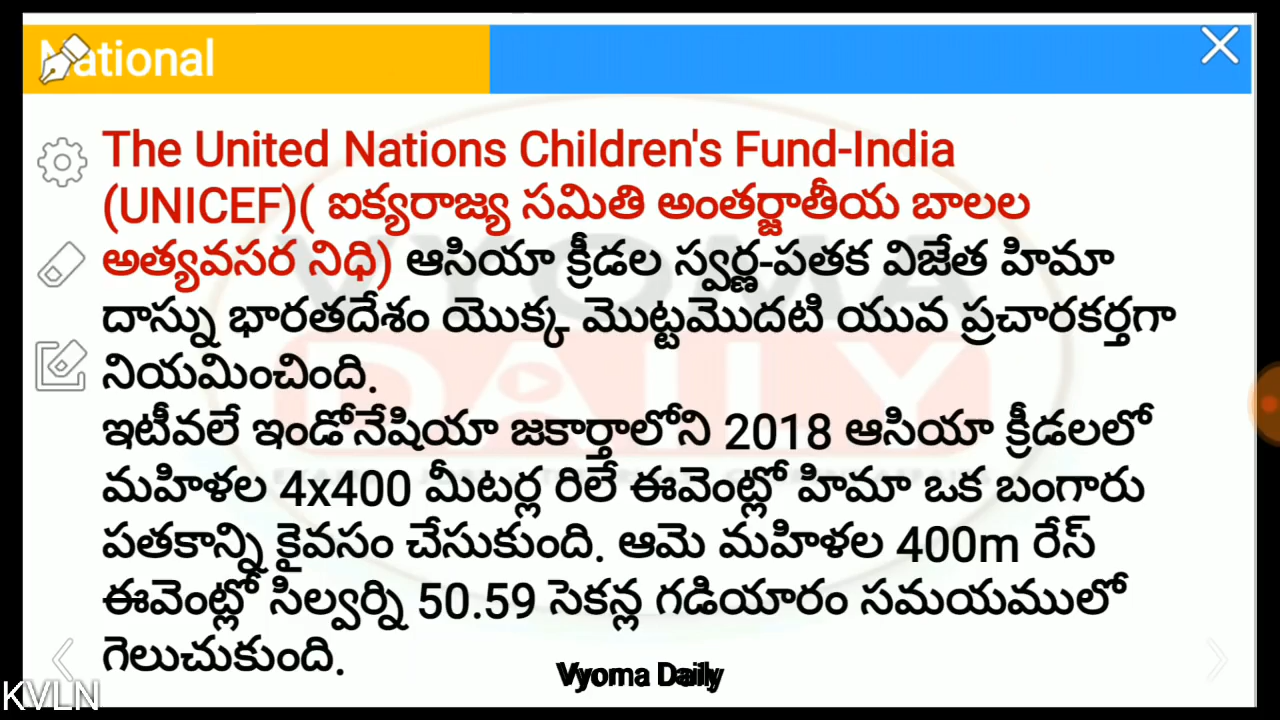 National
The United Nations Children's Fund-India
(UNICEF)( ఐక్యరాజ్య సమితి అంతర్జాతీయ బాలల
అత్యవసర నిధి) ఆసియా క్రీడల స్వర్ణ-పతక విజేత హిమా
దాస్ను భారతదేశం యొక్క మొట్టమొదటి యువ ప్రచారకర్తగా
నియమించింది.
ఇటీవలే ఇండోనేషియా జకార్తాలోని 2018 ఆసియా క్రీడలలో
మహిళల 4x400 మీటర్ల రిలే ఈవెంట్లో హిమా ఒక బంగారు
పతకాన్ని కైవసం చేసుకుంది. ఆమె మహిళల 400m రేస్
ఈవెంట్లో సిల్వర్ని 50.59 సెకన్ల గడియారం సమయములో
గెలుచుకుంది.
Vyoma Daily
KVLN
VYOMA
DAILY